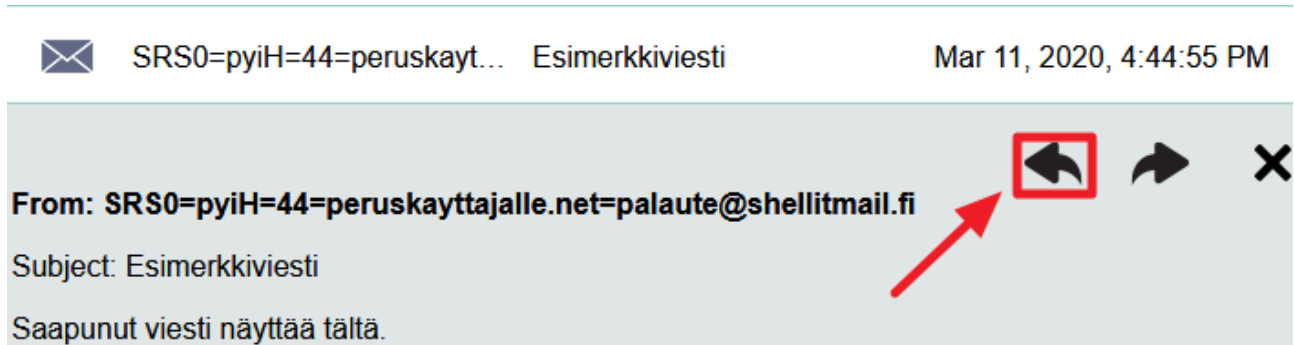 SRS0=pyiH=44=peruskayt... Esimerkkiviesti Mar 11, 2020, 4:44:55 PM
From: SRS0=pyiH=44=peruskayttajalle.net=palaute@shellitmail.fi
Subject: Esimerkkiviesti
Saapunut viesti näyttää tältä.